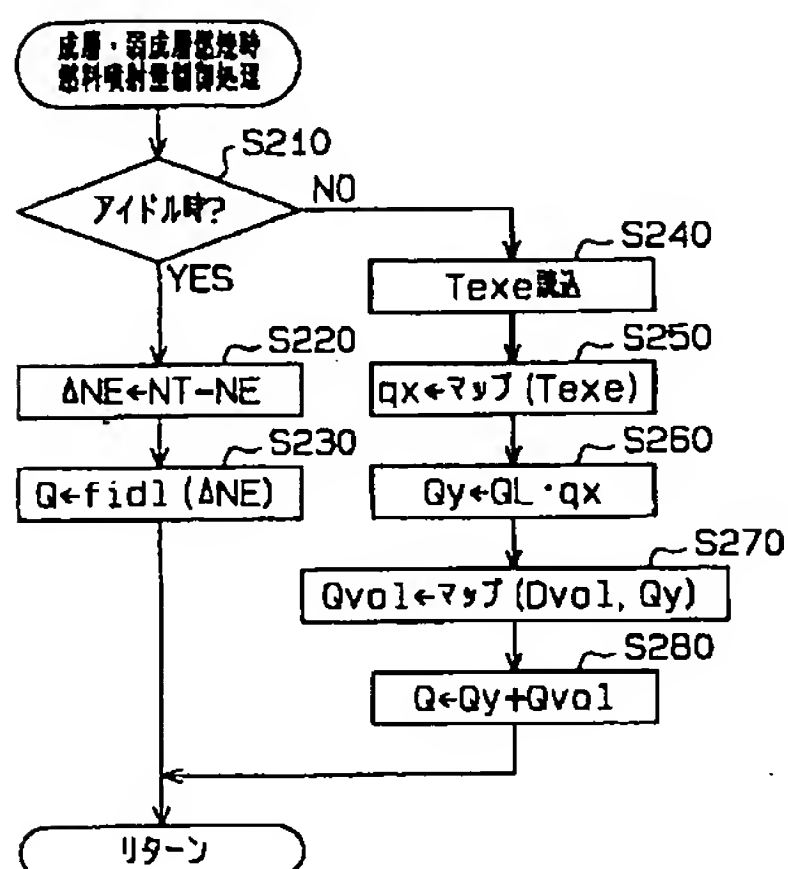 成層・弱成層燃焼時
燃料噴射量制御処理
S210
アイドル時?
NO
YES
S240
Texe読込
S220
ΔNE←NT-NE
S250
qx←マップ(Texe)
S230
Q←fidl(ΔNE)
S260
Qy←QL・qx
S270
Qvol←マップ(Dvol, Qy)
S280
Q←Qy+Qvol
リターン